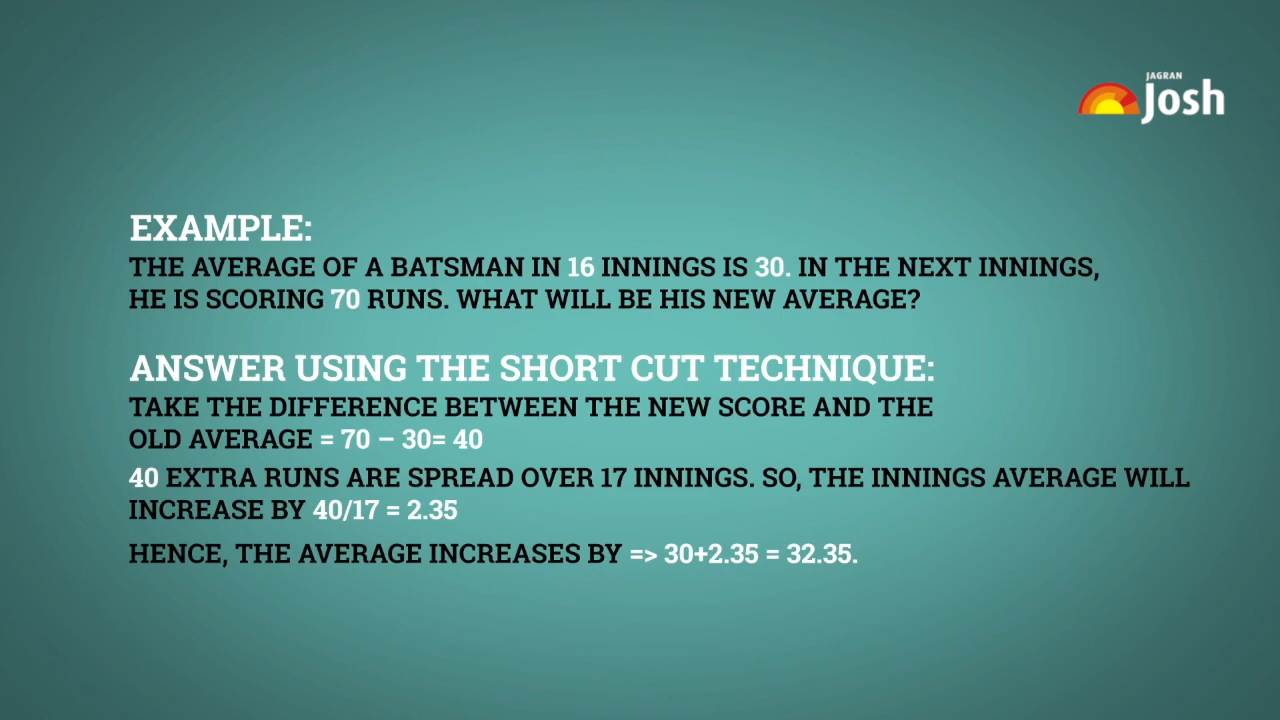 JAGRAN
Josh
EXAMPLE:
THE AVERAGE OF A BATSMAN IN 16 INNINGS IS 30. IN THE NEXT INNINGS,
HE IS SCORING 70 RUNS. WHAT WILL BE HIS NEW AVERAGE?
ANSWER USING THE SHORT CUT TECHNIQUE:
TAKE THE DIFFERENCE BETWEEN THE NEW SCORE AND THE
OLD AVERAGE = 70 – 30= 40
40 EXTRA RUNS ARE SPREAD OVER 17 INNINGS. SO, THE INNINGS AVERAGE WILL
INCREASE BY 40/17 = 2.35
HENCE, THE AVERAGE INCREASES BY => 30+2.35 = 32.35.